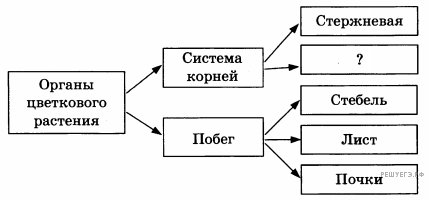 Органы
цветкового
растения
Система
корней
Побег
Стержневая
?
Стебель
Лист
Почки
РЕШУЕГЭ.РФ